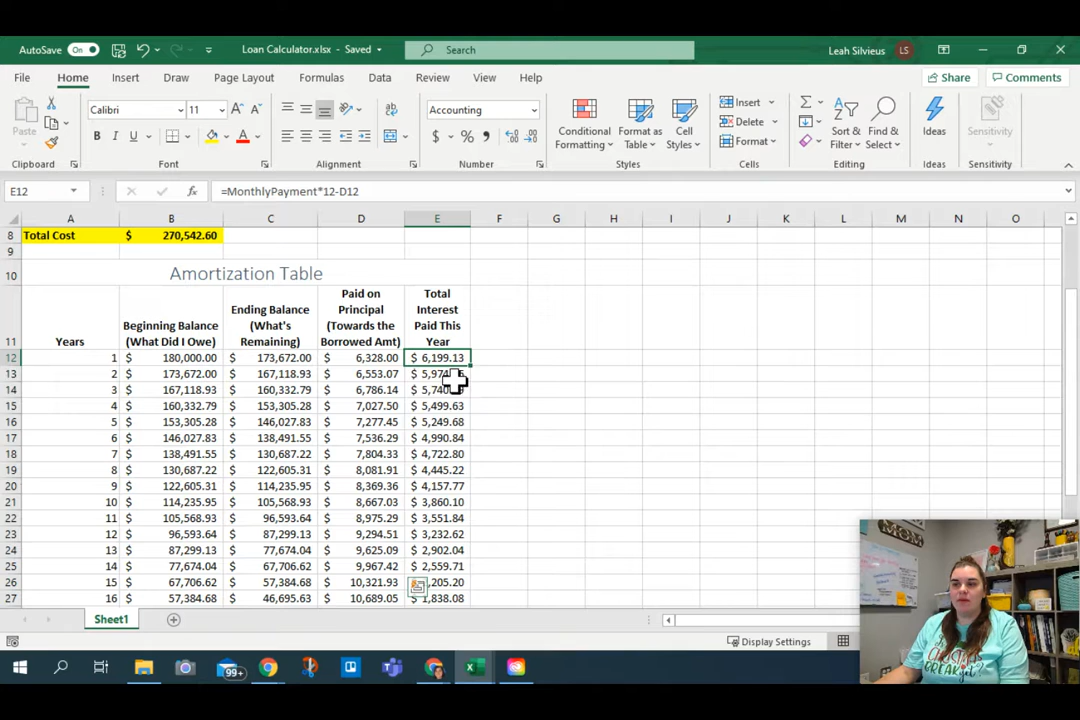 AutoSave On Loan Calculator.xlsx - Saved Search Leah Silvieus LS
File Home Insert Draw Page Layout Formulas Data Review View Help Share Comments
Paste Calibri 11 B I U Accounting $ % Conditional Formatting Format as Table Cell Styles Insert Delete Format Sort & Filter Find & Select Ideas Sensitivity
Clipboard Font Alignment Number Styles Cells Editing Ideas Sensitivity
E12 fx =MonthlyPayment*12-D12
A B C D E F G H I J K L M N O
8 Total Cost $ 270,542.60
9
10 Amortization Table
11 Years Beginning Balance (What Did I Owe) Ending Balance (What's Remaining) Paid on Principal (Towards the Borrowed Amt) Total Interest Paid This Year
12 1 $ 180,000.00 $ 173,672.00 $ 6,328.00 $ 6,199.13
13 2 $ 173,672.00 $ 167,118.93 $ 6,553.07
14 3 $ 167,118.93 $ 160,332.79 $ 6,786.14
15 4 $ 160,332.79 $ 153,305.28 $ 7,027.50 $ 5,499.63
16 5 $ 153,305.28 $ 146,027.83 $ 7,277.45 $ 5,249.68
17 6 $ 146,027.83 $ 138,491.55 $ 7,536.29 $ 4,990.84
18 7 $ 138,491.55 $ 130,687.22 $ 7,804.33 $ 4,722.80
19 8 $ 130,687.22 $ 122,605.31 $ 8,081.91 $ 4,445.22
20 9 $ 122,605.31 $ 114,235.95 $ 8,369.36 $ 4,157.77
21 10 $ 114,235.95 $ 105,568.93 $ 8,667.03 $ 3,860.10
22 11 $ 105,568.93 $ 96,593.64 $ 8,975.29 $ 3,551.84
23 12 $ 96,593.64 $ 87,299.13 $ 9,294.51 $ 3,232.62
24 13 $ 87,299.13 $ 77,674.04 $ 9,625.09 $ 2,902.04
25 14 $ 77,674.04 $ 67,706.62 $ 9,967.42 $ 2,559.71
26 15 $ 67,706.62 $ 57,384.68 $ 10,321.93 ,205.20
27 16 $ 57,384.68 $ 46,695.63 $ 10,689.05 $ 1,838.08
Sheet1
Display Settings
99+